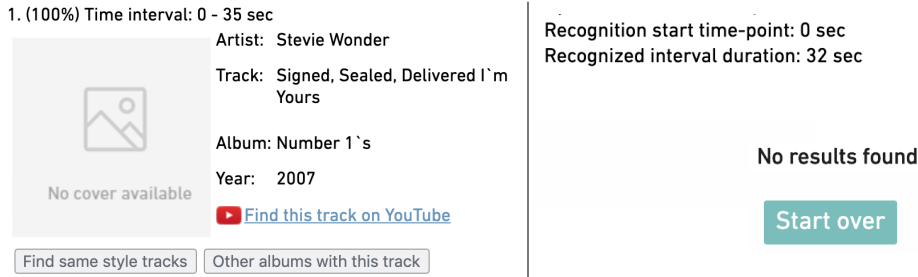 1. (100%) Time interval: 0 - 35 sec
Artist: Stevie Wonder
Track: Signed, Sealed, Delivered I`m
Yours
Album: Number 1`s
Year: 2007
No cover available
Find this track on YouTube
Find same style tracks
Other albums with this track
Recognition start time-point: 0 sec
Recognized interval duration: 32 sec
No results found
Start over